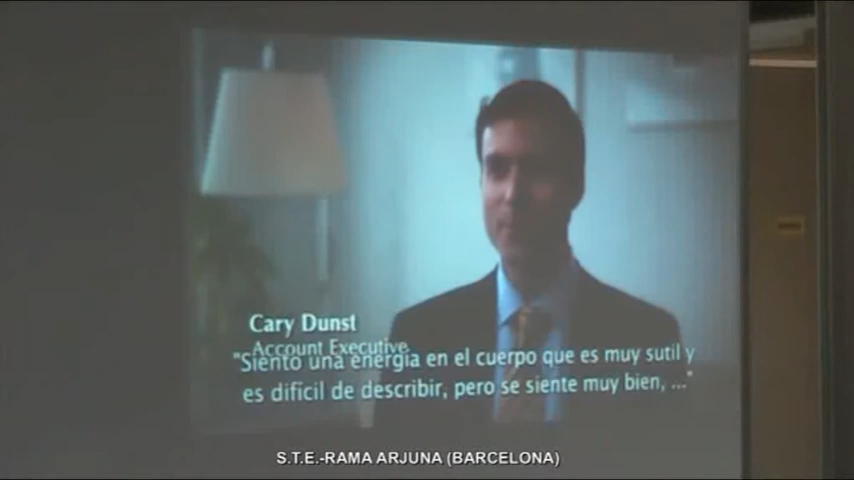 Cary Dunst
Account Executive
"Siento una energía en el cuerpo que es muy sutil y
es difícil de describir, pero se siente muy bien, ..."
S.T.E.-RAMA ARJUNA (BARCELONA)